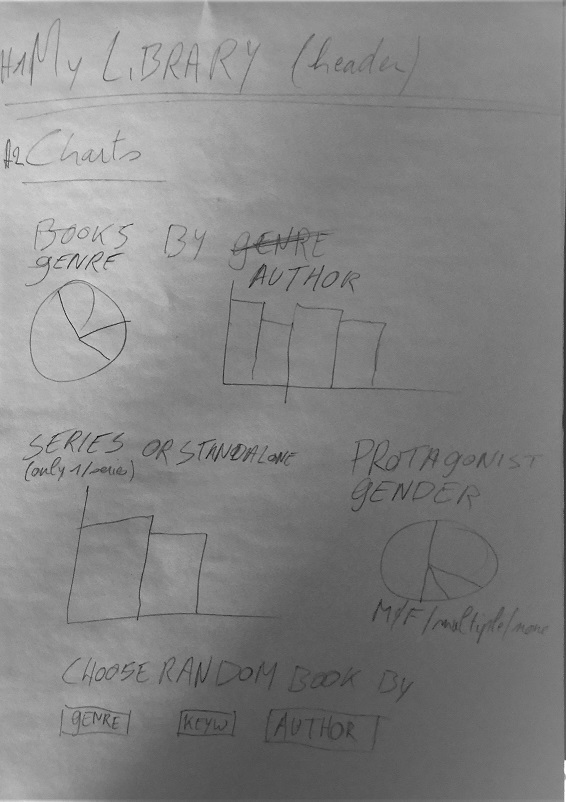 H1 My LIBRARY (header)
H2 Charts
BOOKS BY GENRE
GENRE AUTHOR
SERIES OR STANDALONE
(only 1/series)
PROTAGONIST
GENDER
M/F/multiple/none
CHOOSE RANDOM BOOK By
GENRE KEYW AUTHOR